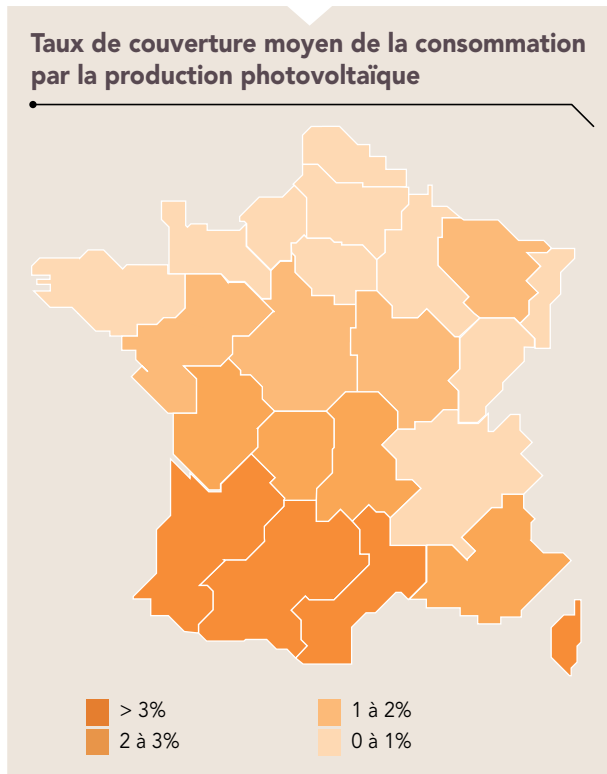 Taux de couverture moyen de la consommation
par la production photovoltaïque
> 3%
2 à 3%
1 à 2%
0 à 1%